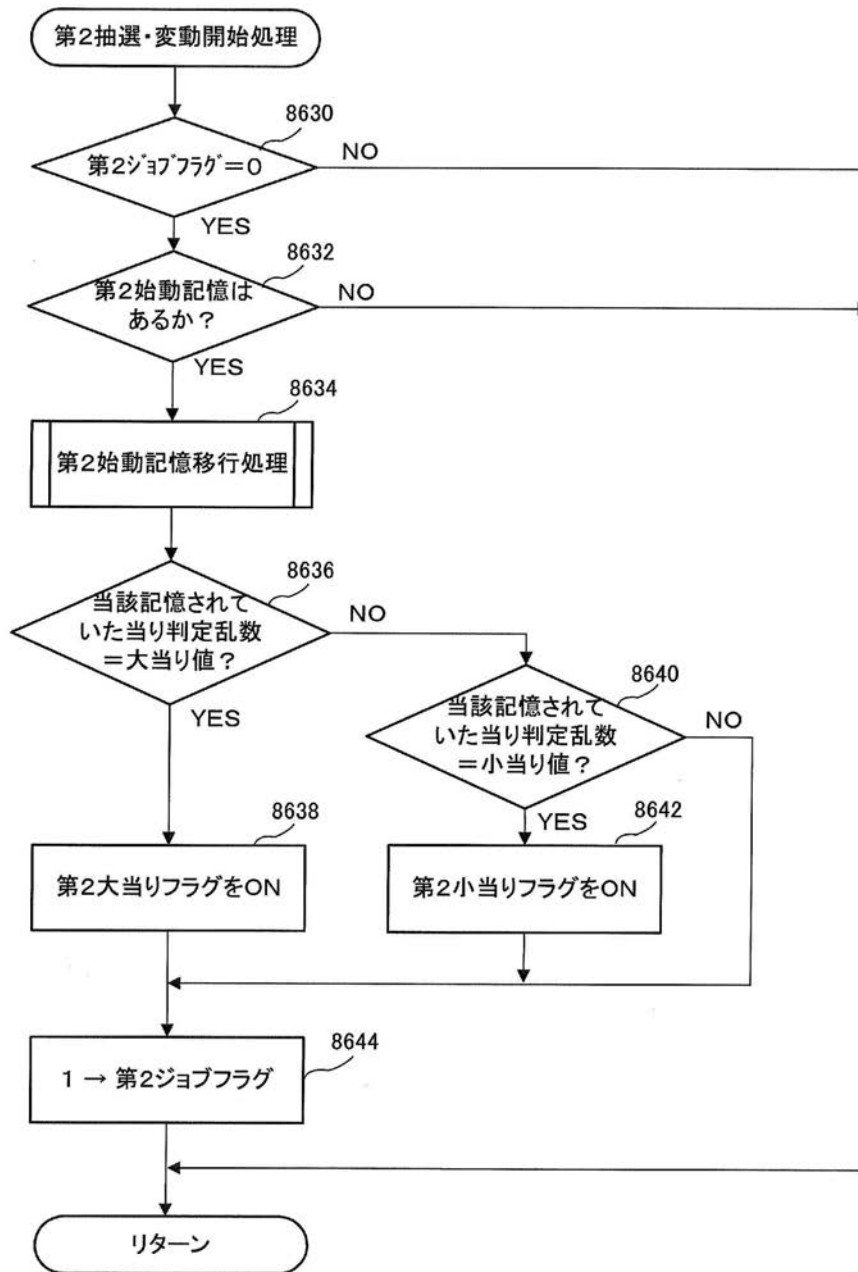 第2抽選・変動開始処理
8630
第2ｼﾞｮﾌﾞﾌﾗｸﾞ＝0
NO
YES
8632
第2始動記憶は
あるか？
NO
YES
8634
第2始動記憶移行処理
8636
当該記憶されて
いた当り判定乱数
＝大当り値？
NO
YES
8640
当該記憶されて
いた当り判定乱数
＝小当り値？
NO
YES
8638
第2大当りフラグをON
8642
第2小当りフラグをON
8644
1 → 第2ジョブフラグ
リターン